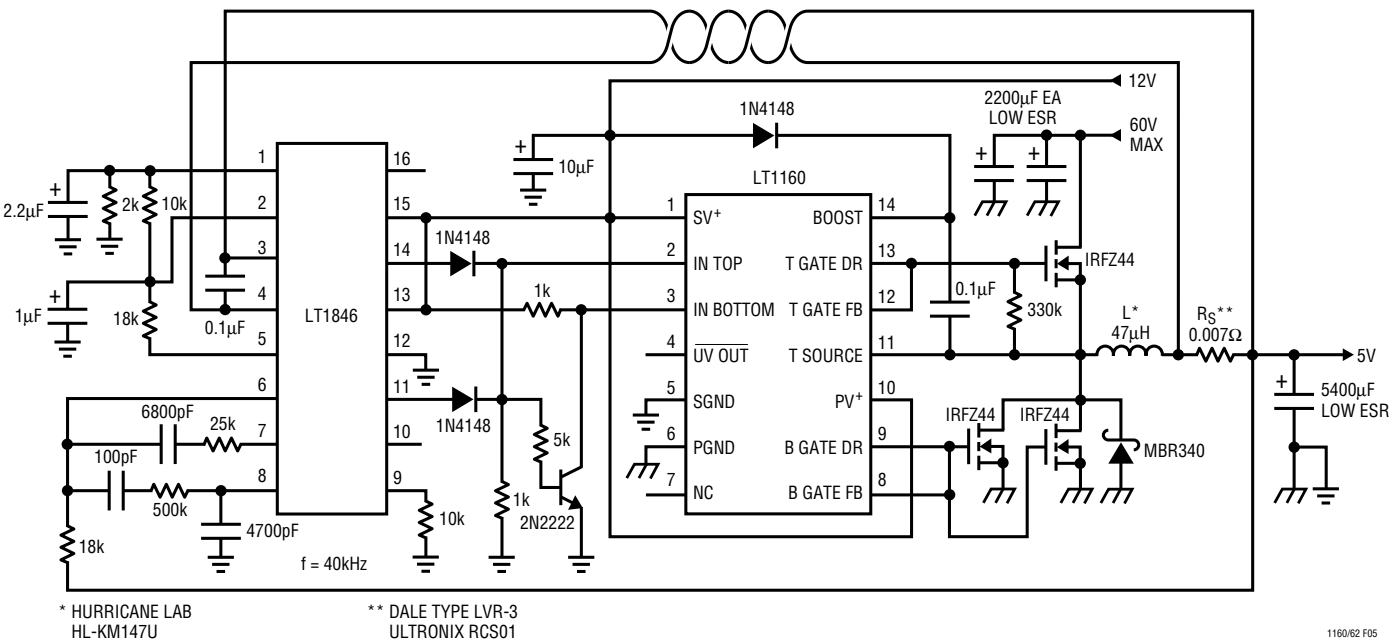 12V
1N4148
2200µF EA
LOW ESR
60V
MAX
+
10µF
+
+
LT1160
1
16
+
2.2µF
2k
10k
2
15
1
SV+
BOOST
14
3
14
1N4148
2
IN TOP
T GATE DR
13
IRFZ44
+
1µF
18k
0.1µF
4
LT1846
13
1k
3
IN BOTTOM
T GATE FB
12
0.1µF
330k
L*
47µH
RS**
0.007Ω
5
12
4
UV OUT
T SOURCE
11
5V
6
11
1N4148
5
SGND
PV+
10
IRFZ44
IRFZ44
+
5400µF
LOW ESR
6800pF
25k
7
10
5k
6
PGND
B GATE DR
9
MBR340
100pF
500k
8
9
1k
2N2222
7
NC
B GATE FB
8
4700pF
10k
18k
f = 40kHz
* HURRICANE LAB
HL-KM147U
** DALE TYPE LVR-3
ULTRONIX RCS01
1160/62 F05